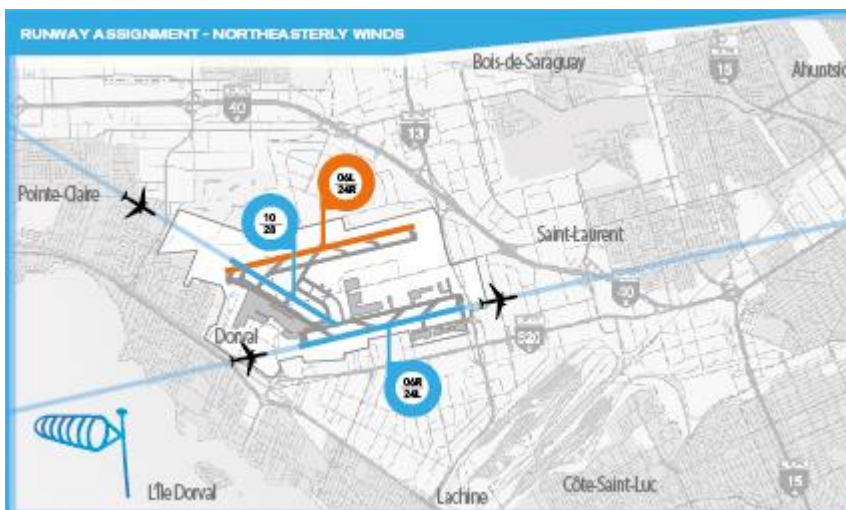 RUNWAY ASSIGNMENT - NORTHEASTERLY WINDS
Bois-de-Saraguay
15
Ahuntsic
40
13
Pointe-Claire
06L
24R
10
28
Saint-Laurent
40
Dorval
520
06R
24L
L'Île Dorval
Lachine
Côte-Saint-Luc
15